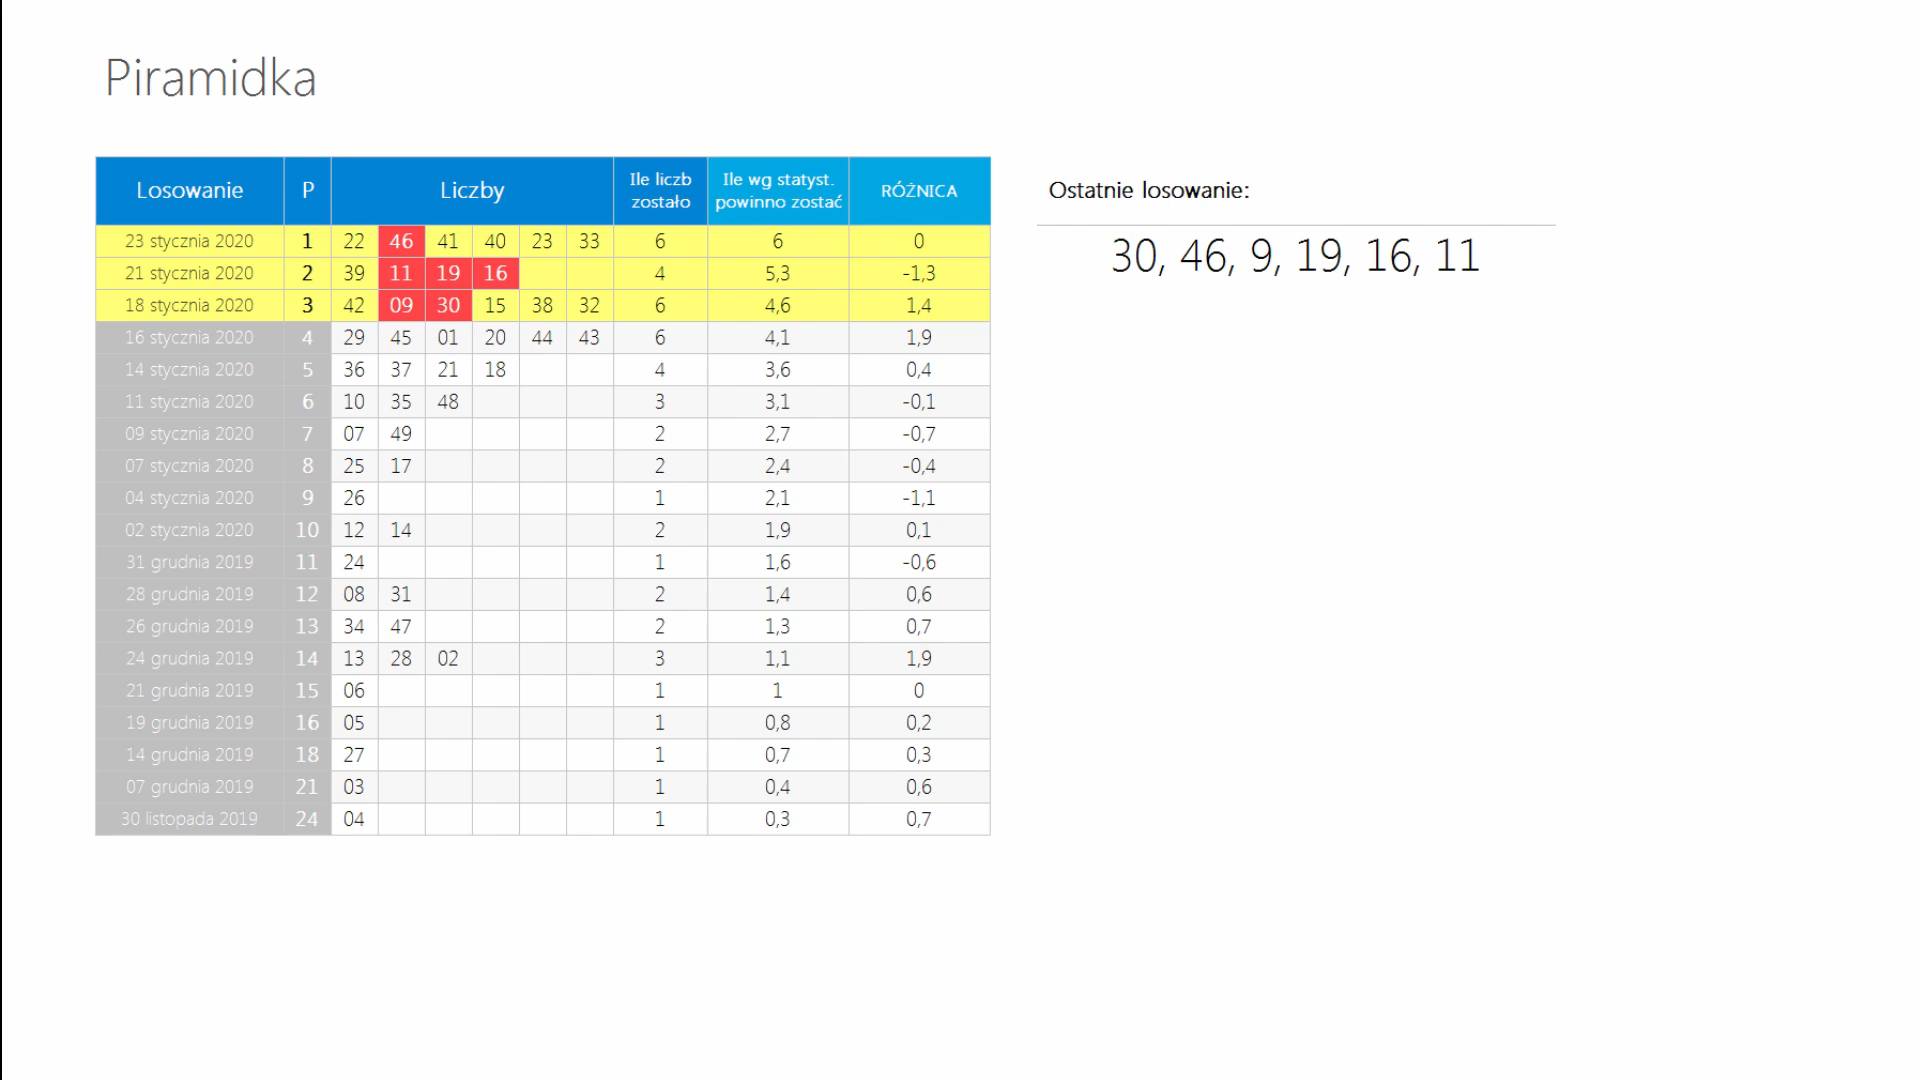 Piramidka
Losowanie P Liczby Ile liczb zostało Ile wg statyst. powinno zostać RÓŻNICA
23 stycznia 2020 1 22 46 41 40 23 33 6 6 0
21 stycznia 2020 2 39 11 19 16 4 5,3 -1,3
18 stycznia 2020 3 42 09 30 15 38 32 6 4,6 1,4
16 stycznia 2020 4 29 45 01 20 44 43 6 4,1 1,9
14 stycznia 2020 5 36 37 21 18 4 3,6 0,4
11 stycznia 2020 6 10 35 48 3 3,1 -0,1
09 stycznia 2020 7 07 49 2 2,7 -0,7
07 stycznia 2020 8 25 17 2 2,4 -0,4
04 stycznia 2020 9 26 1 2,1 -1,1
02 stycznia 2020 10 12 14 2 1,9 0,1
31 grudnia 2019 11 24 1 1,6 -0,6
28 grudnia 2019 12 08 31 2 1,4 0,6
26 grudnia 2019 13 34 47 2 1,3 0,7
24 grudnia 2019 14 13 28 02 3 1,1 1,9
21 grudnia 2019 15 06 1 1 0
19 grudnia 2019 16 05 1 0,8 0,2
14 grudnia 2019 18 27 1 0,7 0,3
07 grudnia 2019 21 03 1 0,4 0,6
30 listopada 2019 24 04 1 0,3 0,7
Ostatnie losowanie:
30, 46, 9, 19, 16, 11